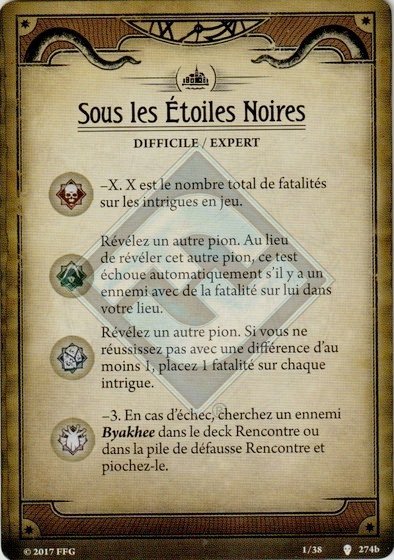 Sous les Étoiles Noires
DIFFICILE / EXPERT
–X. X est le nombre total de fatalités
sur les intrigues en jeu.
Révélez un autre pion. Au lieu
de révéler cet autre pion, ce test
échoue automatiquement s'il y a un
ennemi avec de la fatalité sur lui dans
votre lieu.
Révélez un autre pion. Si vous ne
réussissez pas avec une différence d'au
moins 1, placez 1 fatalité sur chaque
intrigue.
–3. En cas d'échec, cherchez un ennemi
Byakhee dans le deck Rencontre ou
dans la pile de défausse Rencontre et
piochez-le.
© 2017 FFG 1/38 274b